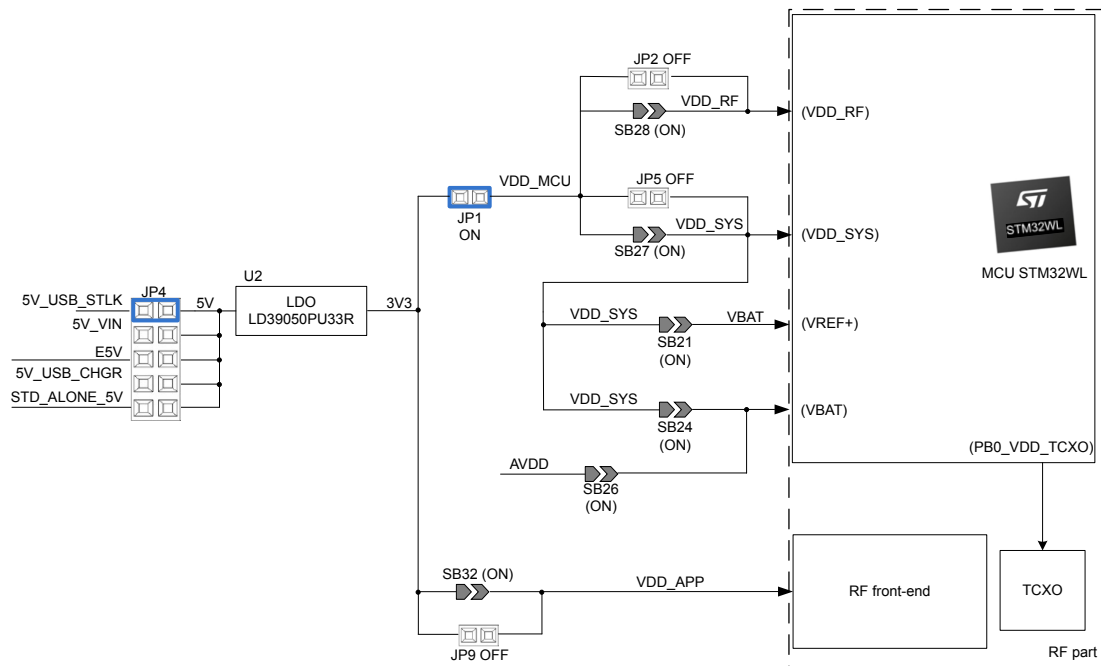 JP2 OFF
VDD_RF
SB28 (ON)
(VDD_RF)
VDD_MCU
JP1
ON
JP5 OFF
VDD_SYS
SB27 (ON)
(VDD_SYS)
ST
STM32WL
MCU STM32WL
U2
LDO
LD39050PU33R
3V3
JP4
5V_USB_STLK
5V
5V_VIN
E5V
5V_USB_CHGR
STD_ALONE_5V
VDD_SYS
VBAT
SB21
(ON)
(VREF+)
VDD_SYS
SB24
(ON)
(VBAT)
AVDD
SB26
(ON)
(PB0_VDD_TCXO)
SB32 (ON)
VDD_APP
JP9 OFF
RF front-end
TCXO
RF part